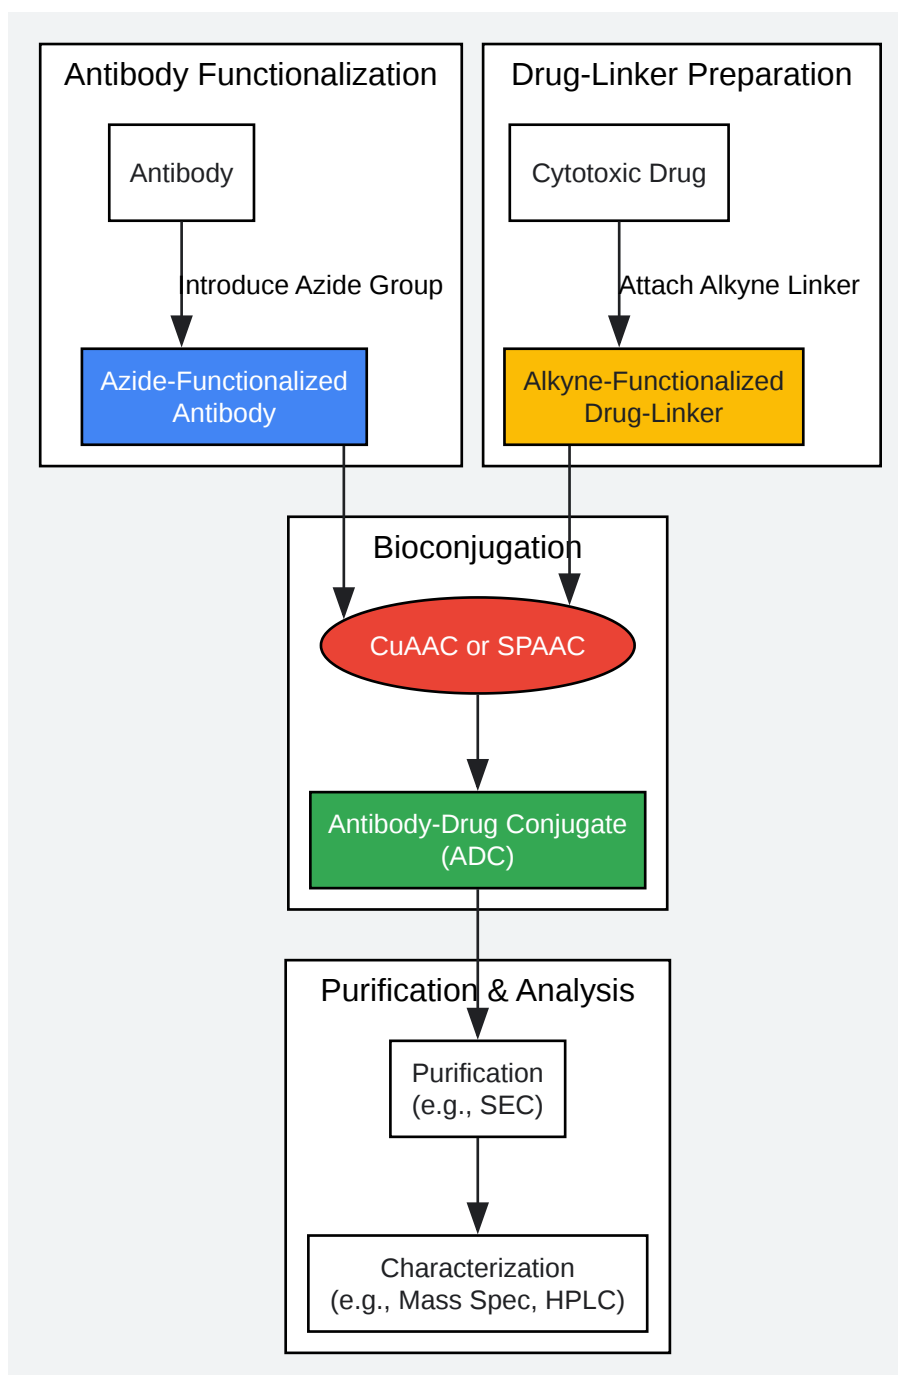 Antibody Functionalization
Antibody
Introduce Azide Group
Azide-Functionalized
Antibody
Drug-Linker Preparation
Cytotoxic Drug
Attach Alkyne Linker
Alkyne-Functionalized
Drug-Linker
Bioconjugation
CuAAC or SPAAC
Antibody-Drug Conjugate
(ADC)
Purification & Analysis
Purification
(e.g., SEC)
Characterization
(e.g., Mass Spec, HPLC)